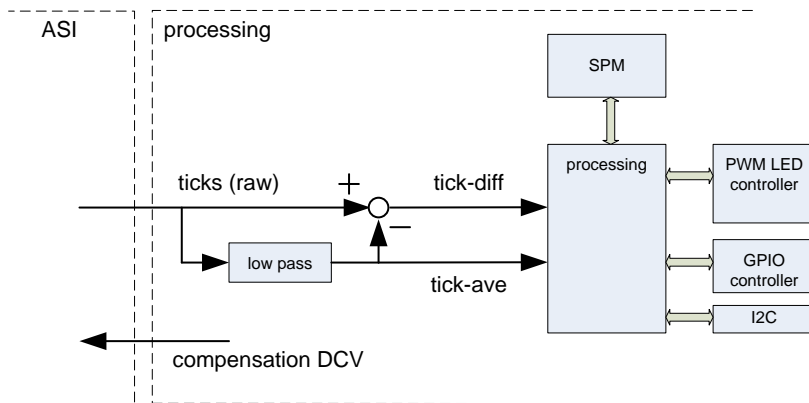 ASI
processing
SPM
processing
PWM LED
controller
ticks (raw)
+
tick-diff
−
low pass
tick-ave
GPIO
controller
I2C
compensation DCV